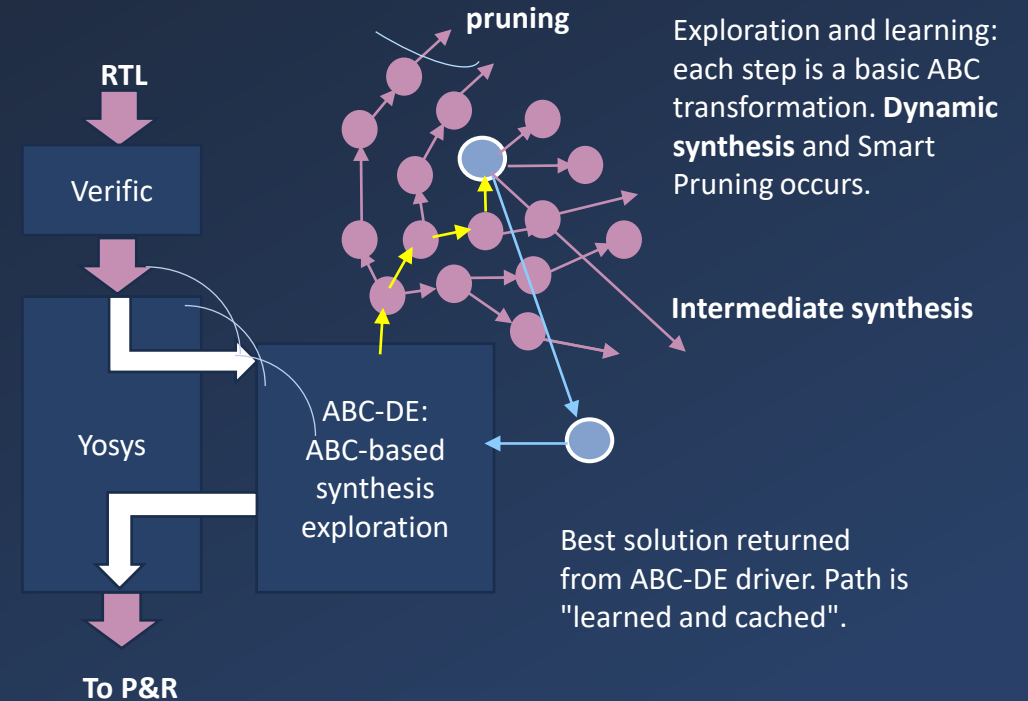 pruning
Exploration and learning:
each step is a basic ABC
transformation. Dynamic
synthesis and Smart
Pruning occurs.
RTL
Verific
Intermediate synthesis
Yosys
ABC-DE:
ABC-based
synthesis
exploration
Best solution returned
from ABC-DE driver. Path is
"learned and cached".
To P&R